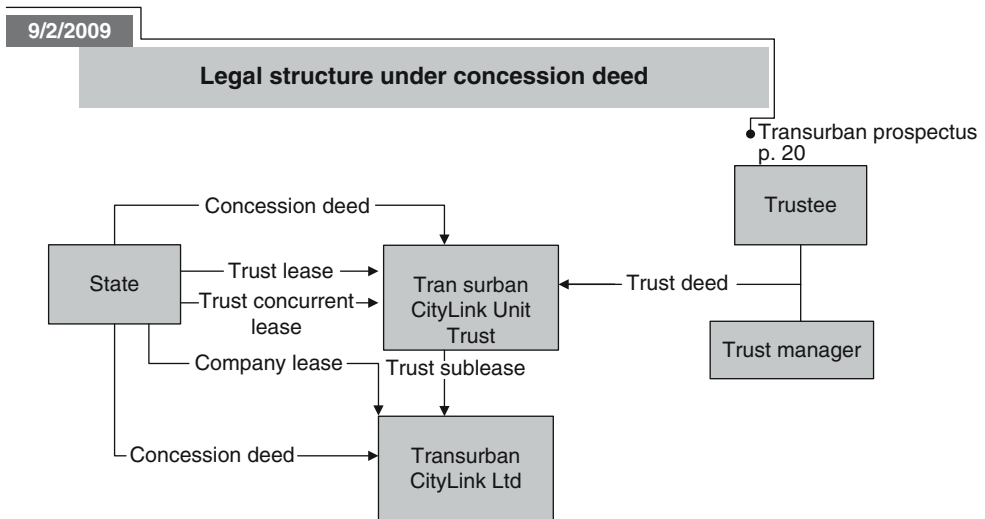 9/2/2009
Legal structure under concession deed
Transurban prospectus
p. 20
Trustee
Concession deed
State
Trust lease
Trust concurrent
lease
Tran surban
CityLink Unit
Trust
Trust deed
Trust manager
Company lease
Trust sublease
Concession deed
Transurban
CityLink Ltd